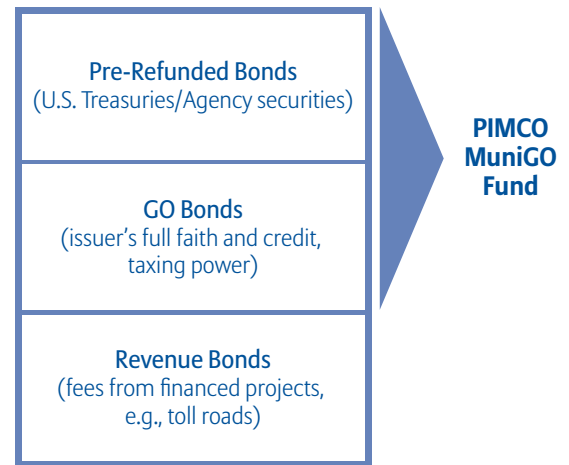 Pre-Refunded Bonds
(U.S. Treasuries/Agency securities)
GO Bonds
(issuer's full faith and credit,
taxing power)
Revenue Bonds
(fees from financed projects,
e.g., toll roads)
PIMCO
MuniGO
Fund